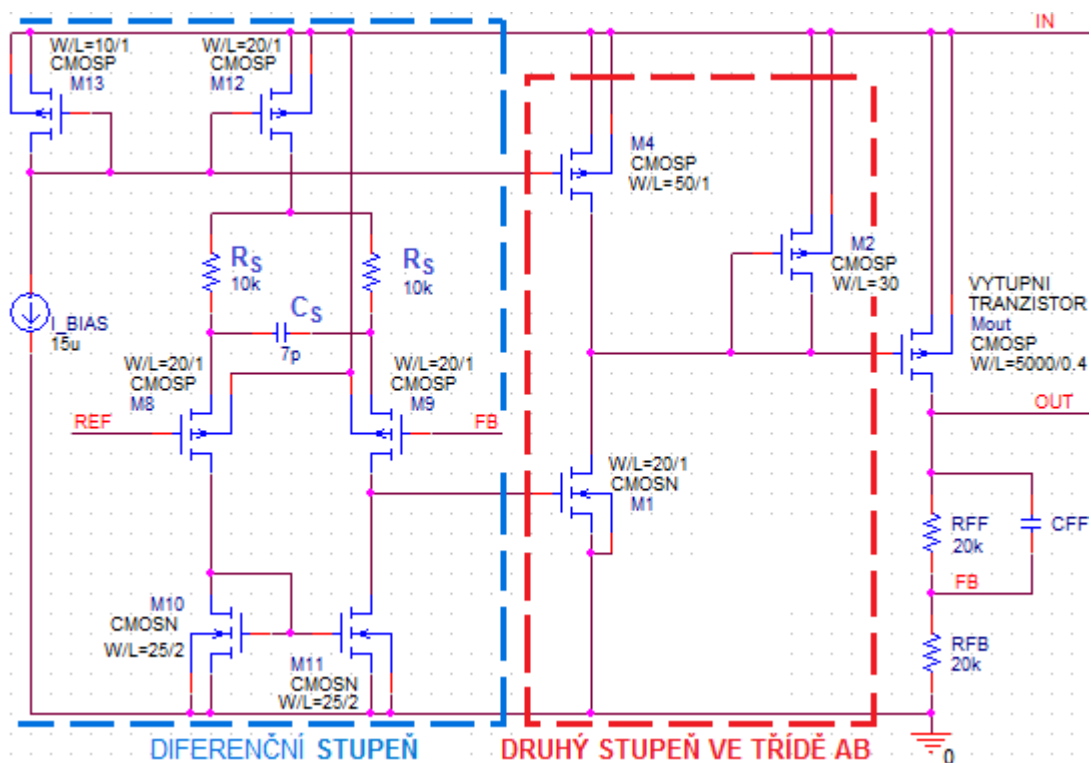 IN
W/L=10/1
CMOSP
M13
W/L=20/1
CMOSP
M12
M4
CMOSP
W/L=50/1
M2
CMOSP
W/L=30
RS
10k
RS
10k
CS
7p
I_BIAS
15u
VYTUPNI
TRANZISTOR
Mout
CMOSP
W/L=5000/0.4
W/L=20/1
CMOSP
M8
W/L=20/1
CMOSP
M9
REF
FB
OUT
W/L=20/1
CMOSN
M1
RFF
20k
CFF
FB
RFB
20k
M10
CMOSN
W/L=25/2
M11
CMOSN
W/L=25/2
0
DIFERENČNÍ STUPEŇ
DRUHÝ STUPEŇ VE TŘÍDĚ AB